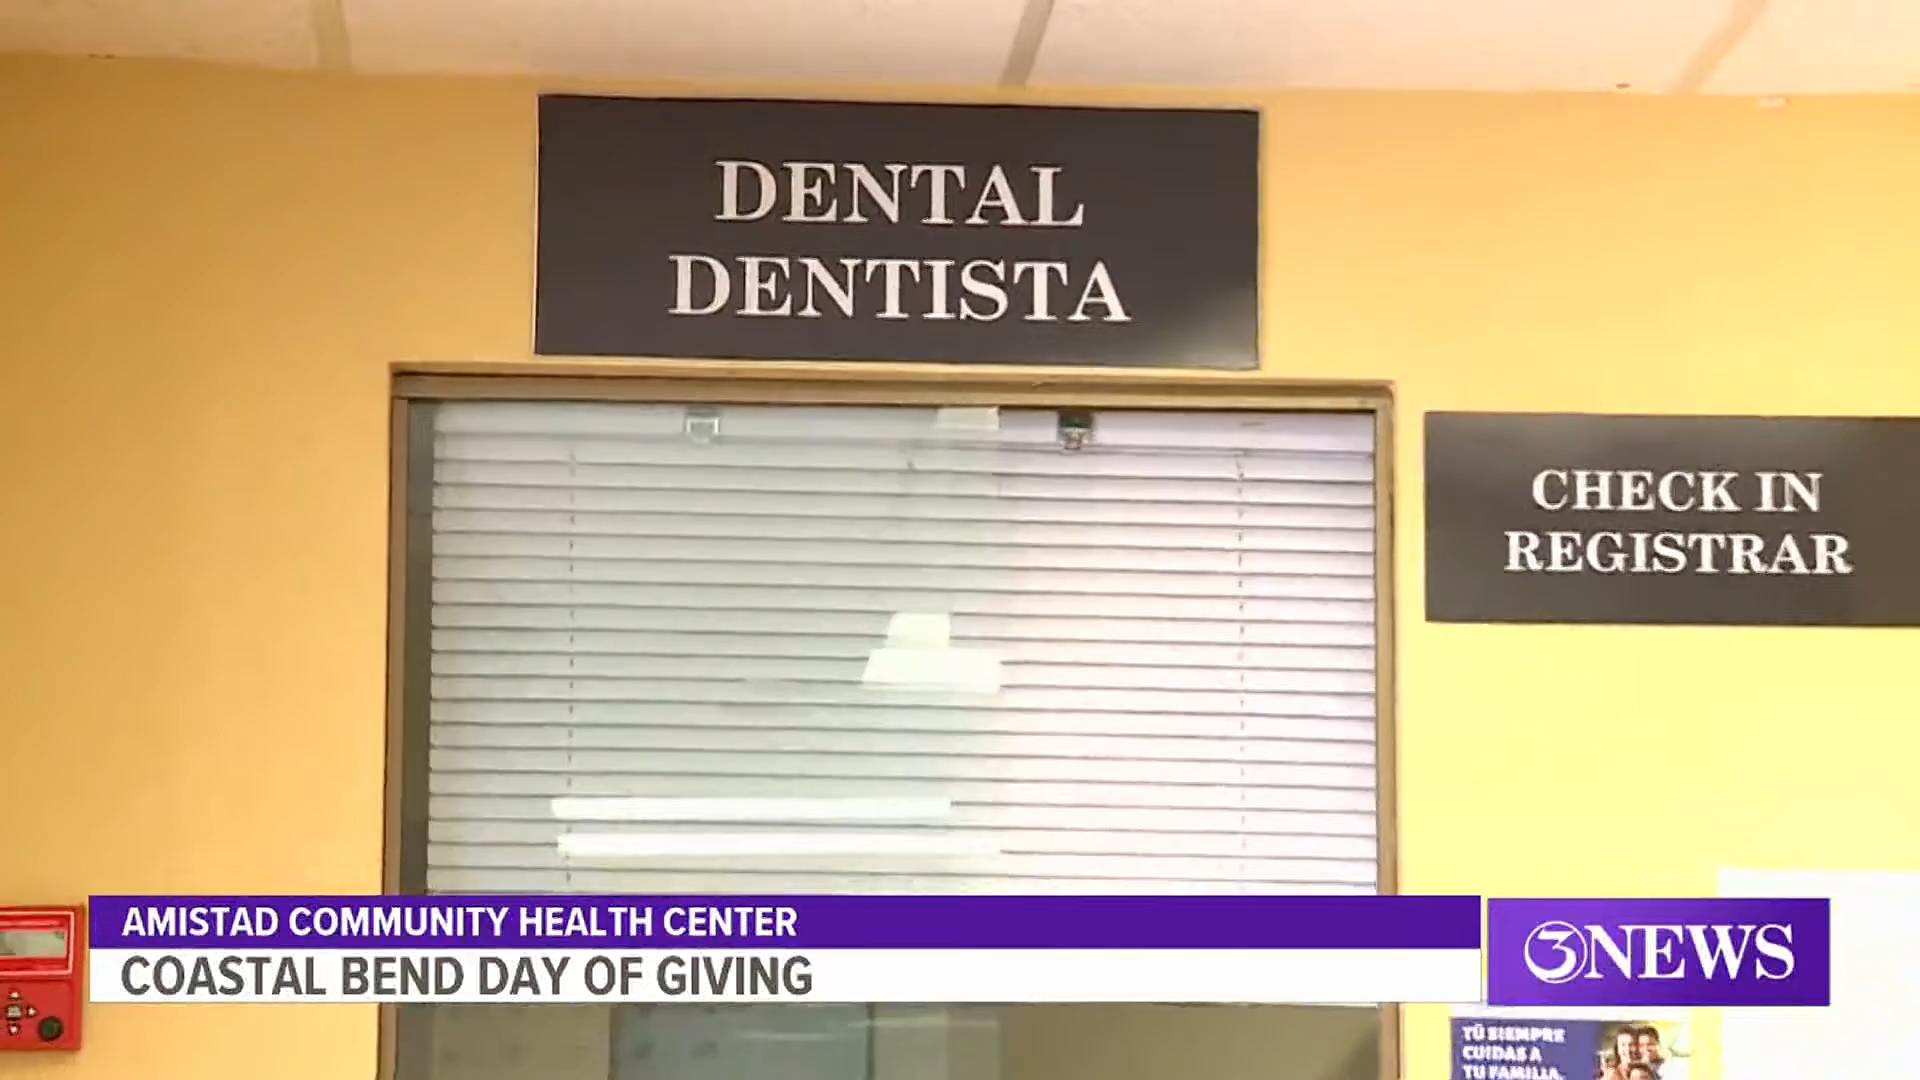 DENTAL
DENTISTA
CHECK IN
REGISTRAR
AMISTAD COMMUNITY HEALTH CENTER
COASTAL BEND DAY OF GIVING
3NEWS
TÚ SIEMPRE
CUIDAS A
TU FAMILIA.